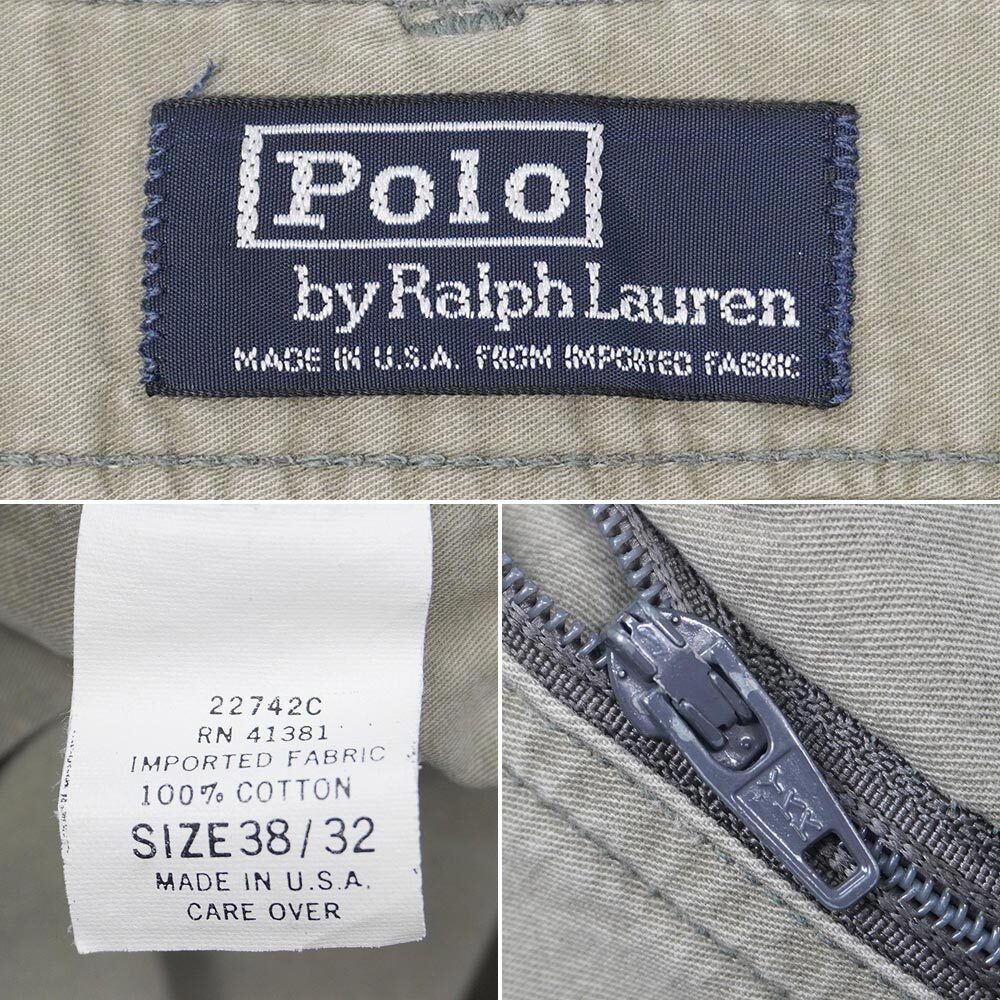 Polo
by Ralph Lauren
MADE IN U.S.A. FROM IMPORTED FABRIC
22742C
RN 41381
IMPORTED FABRIC
100% COTTON
SIZE 38/32
MADE IN U.S.A.
CARE OVER